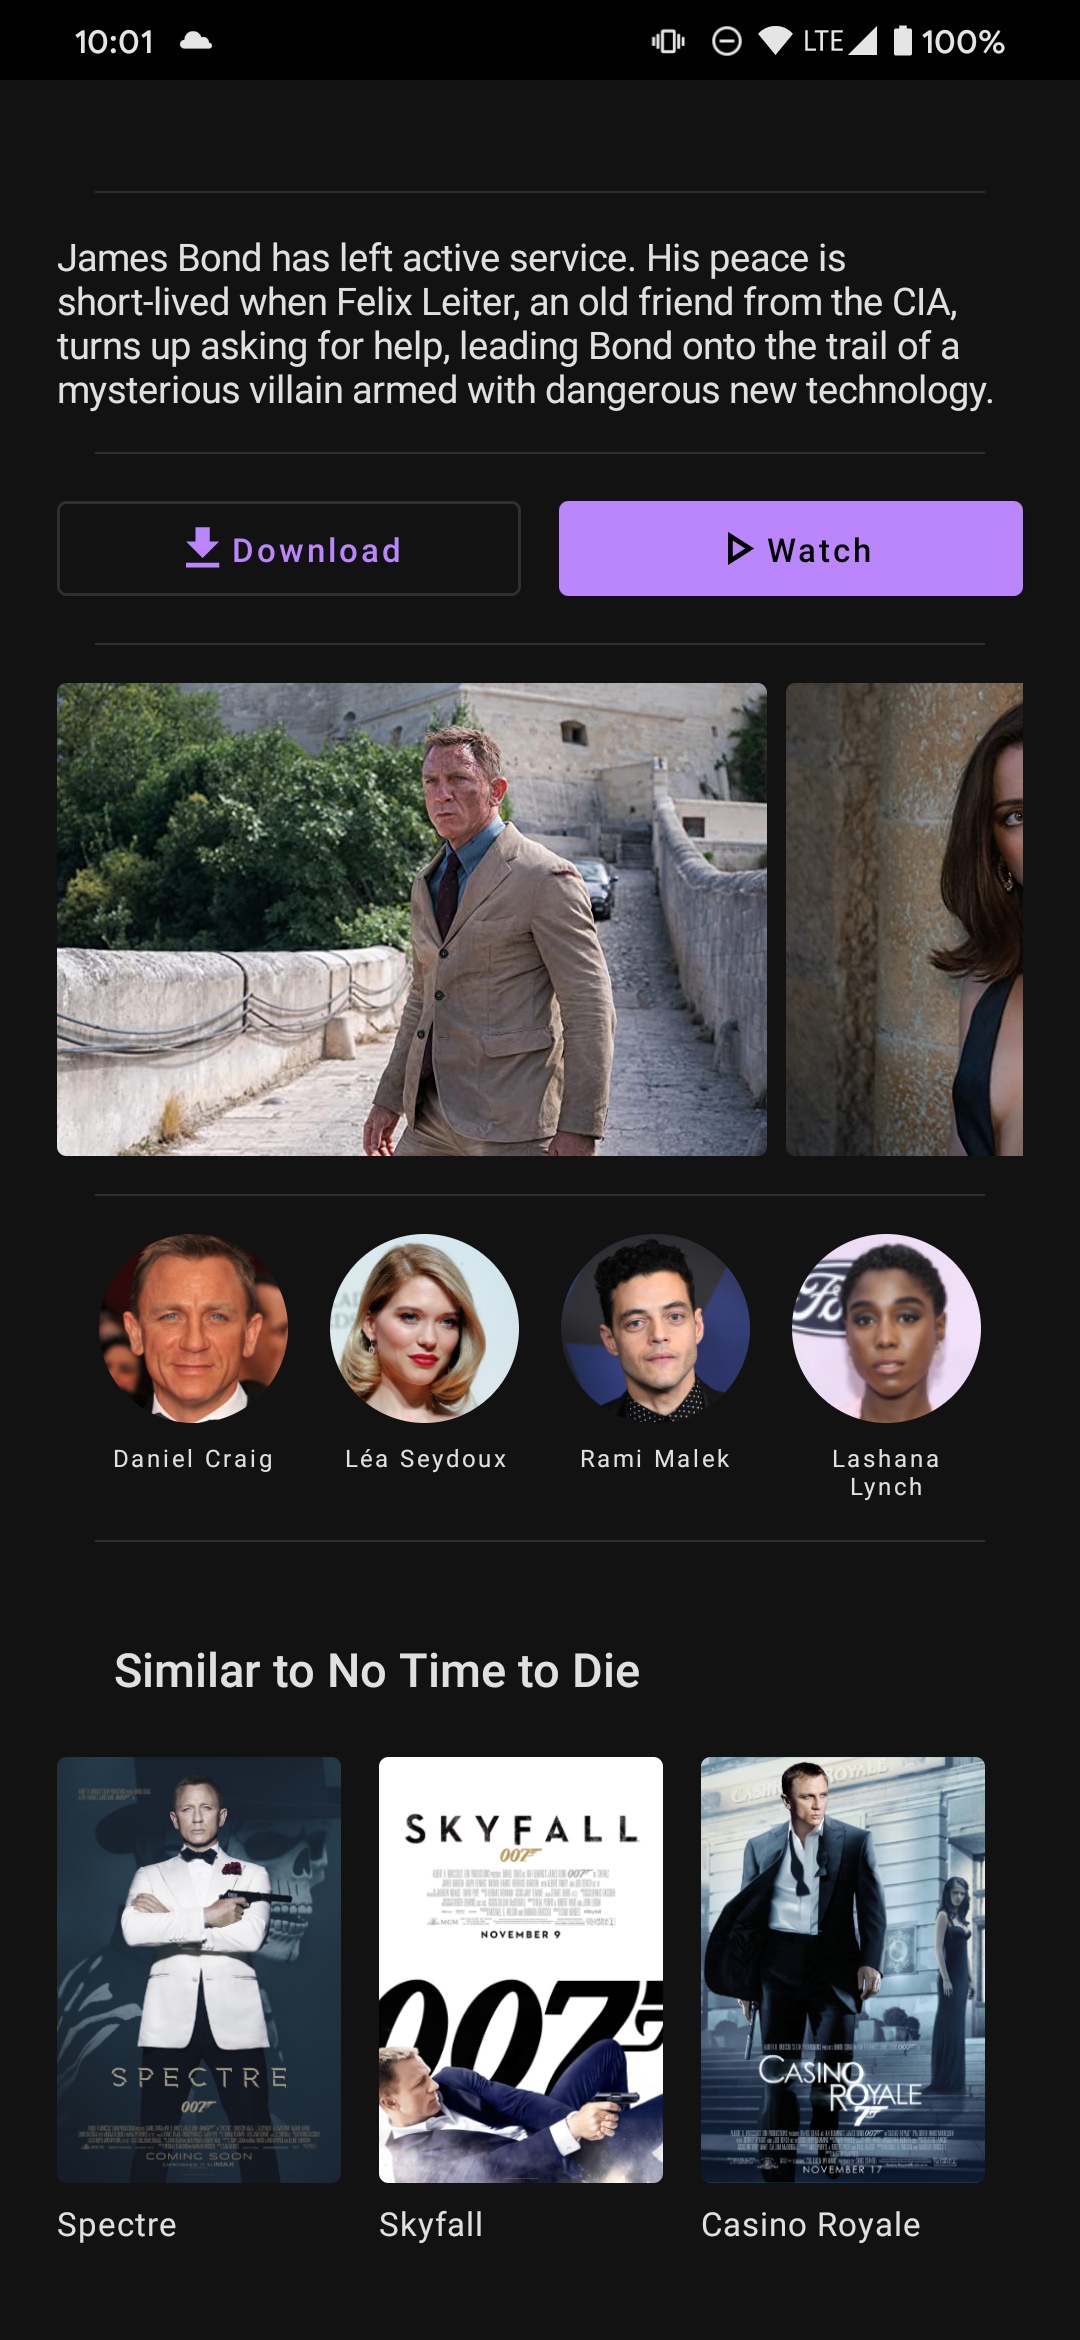 10:01
LTE
100%
James Bond has left active service. His peace is
short-lived when Felix Leiter, an old friend from the CIA,
turns up asking for help, leading Bond onto the trail of a
mysterious villain armed with dangerous new technology.
Download
Watch
Daniel Craig
Léa Seydoux
Rami Malek
Lashana
Lynch
Similar to No Time to Die
SPECTRE
007
COMING SOON
SKYFALL
007
NOVEMBER 9
007
CASINO
ROYALE
7
NOVEMBER 17
Spectre
Skyfall
Casino Royale